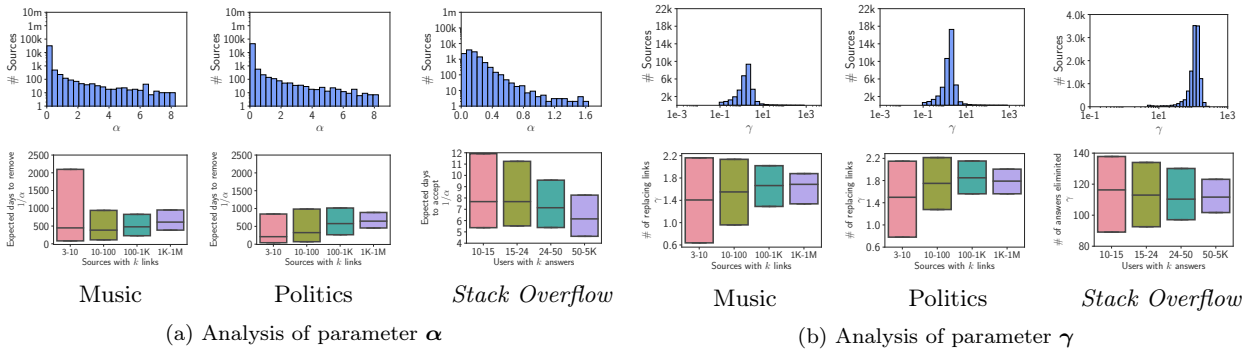 10m
1m
100k
10k
1k
100
10
1
# Sources
0 2 4 6 8
α
10m
1m
100k
10k
1k
100
10
1
# Sources
0 2 4 6 8
α
1m
100k
10k
1k
100
10
1
# Sources
0.0 0.4 0.8 1.2 1.6
α
22k
18k
14k
10k
6k
2k
# Sources
1e-3 1e-1 1e1 1e3
γ
22k
18k
14k
10k
6k
2k
# Sources
1e-3 1e-1 1e1 1e3
γ
4.0k
3.0k
2.0k
1.0k
0
# Sources
1e-1 1e1 1e3
γ
2500
2000
1500
1000
500
0
Expected days to remove
1/α
3-10 10-100 100-1K 1K-1M
Sources with k links
2500
2000
1500
1000
500
0
Expected days to remove
1/α
3-10 10-100 100-1K 1K-1M
Sources with k links
12
11
10
9
8
7
6
5
4
Expected days
to accept
1/α
10-15 15-24 24-50 50-5K
Users with k answers
2.2
1.8
1.4
1.0
0.6
# of replacing links
γ
3-10 10-100 100-1K 1K-1M
Sources with k links
2.2
1.8
1.4
1.0
0.6
# of replacing links
γ
3-10 10-100 100-1K 1K-1M
Sources with k links
140
120
100
80
# of answers eliminited
γ
10-15 15-24 24-50 50-5K
Users with k answers
Music Politics Stack Overflow
Music Politics Stack Overflow
(a) Analysis of parameter α
(b) Analysis of parameter γ